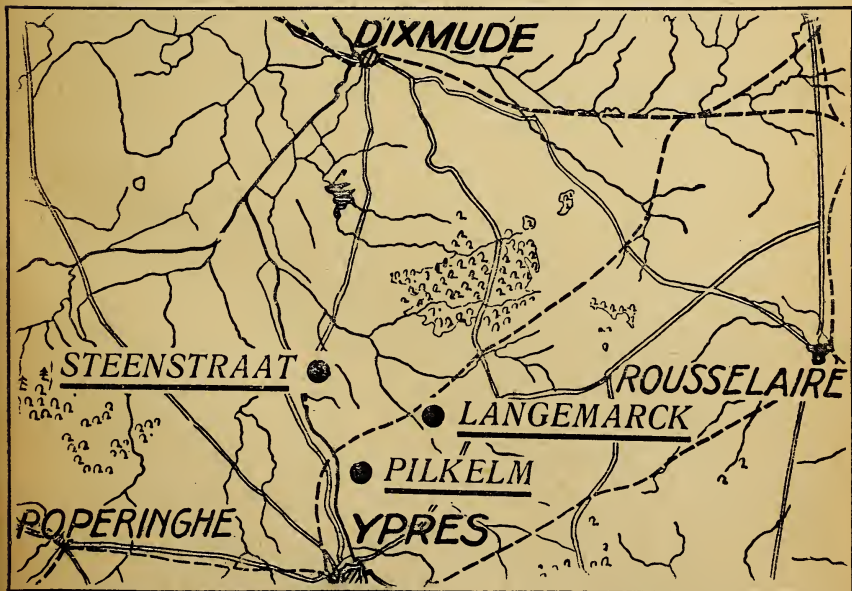 DIXMUDE
STEENSTRAAT
ROUSSELAIRE
LANGEMARCK
PILKELM
POPERINGHE
YPRES